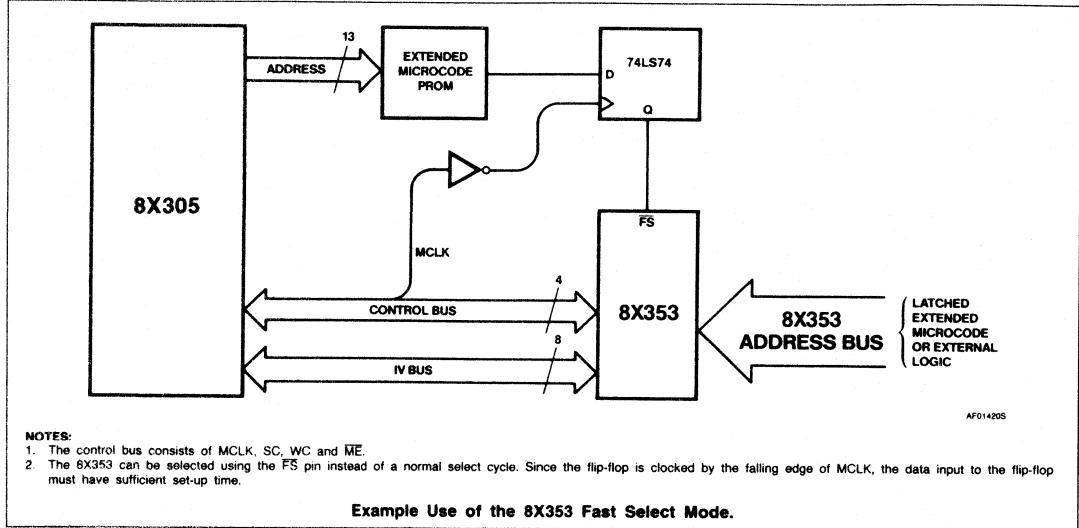 13
ADDRESS
EXTENDED
MICROCODE
PROM
74LS74
D
Q
8X305
F̅S̅
MCLK
4
CONTROL BUS
8X353
8
IV BUS
8X353
ADDRESS BUS
LATCHED
EXTENDED
MICROCODE
OR EXTERNAL
LOGIC
AF01420S
NOTES:
1. The control bus consists of MCLK, SC, WC and M̅E̅.
2. The 8X353 can be selected using the F̅S̅ pin instead of a normal select cycle. Since the flip-flop is clocked by the falling edge of MCLK, the data input to the flip-flop
must have sufficient set-up time.
Example Use of the 8X353 Fast Select Mode.